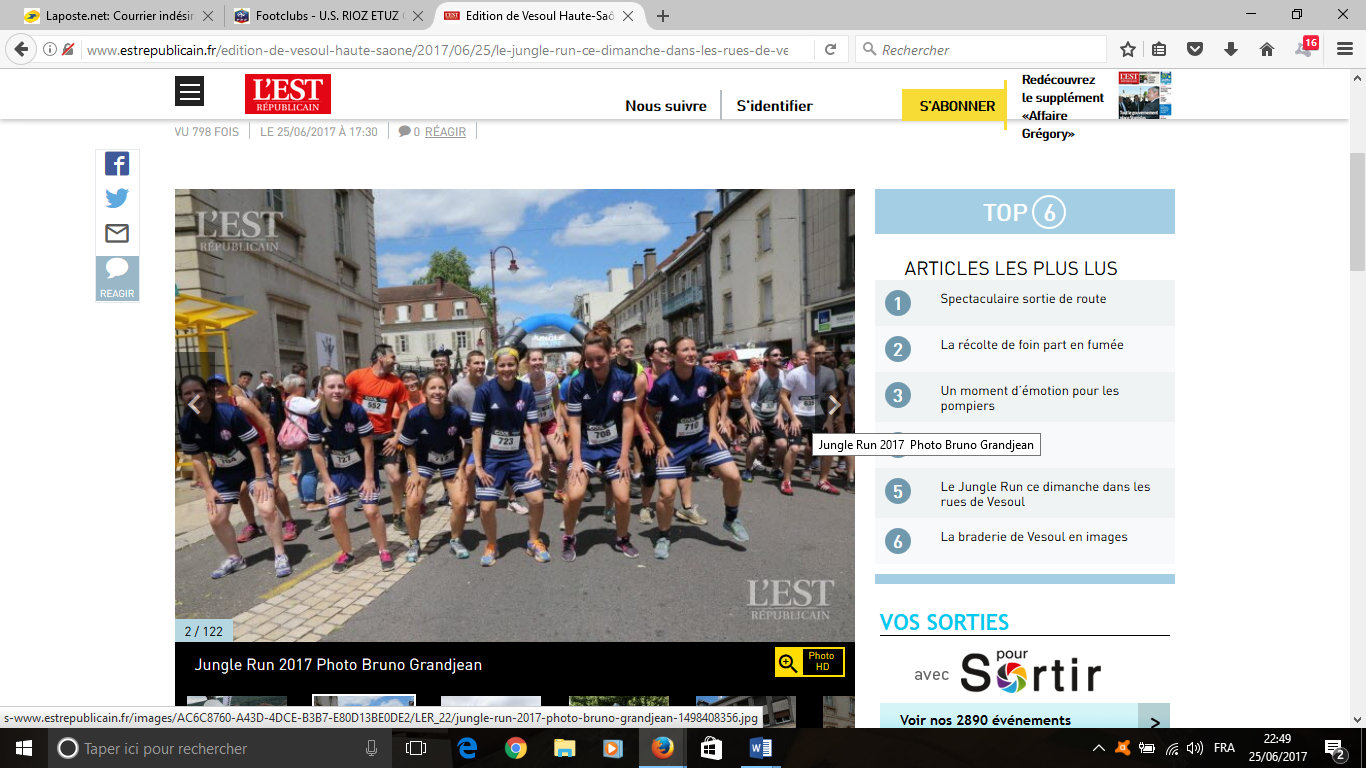 Laposte.net: Courrier indésir
Footclubs - U.S. RIOZ ETUZ
Edition de Vesoul Haute-Saô
www.estrepublicain.fr/edition-de-vesoul-haute-saone/2017/06/25/le-jungle-run-ce-dimanche-dans-les-rues-de-ve
Rechercher
16
L'EST
RÉPUBLICAIN
Nous suivre
S'identifier
S'ABONNER
Redécouvrez
le supplément
«Affaire
Grégory»
VU 798 FOIS
LE 25/06/2017 À 17:30
0 RÉAGIR
REAGIR
L'EST
RÉPUBLICAIN
552
727
723
708
710
L'EST
RÉPUBLICAIN
2 / 122
Jungle Run 2017 Photo Bruno Grandjean
Photo
HD
TOP 6
ARTICLES LES PLUS LUS
1 Spectaculaire sortie de route
2 La récolte de foin part en fumée
3 Un moment d'émotion pour les
pompiers
Jungle Run 2017 Photo Bruno Grandjean
5 Le Jungle Run ce dimanche dans les
rues de Vesoul
6 La braderie de Vesoul en images
VOS SORTIES
avec pour Sortir
Voir nos 2890 événements
>
s-www.estrepublicain.fr/images/AC6C8760-A43D-4DCE-B3B7-E80D13BE0DE2/LER_22/jungle-run-2017-photo-bruno-grandjean-1498408356.jpg
Taper ici pour rechercher
FRA
22:49
25/06/2017
2